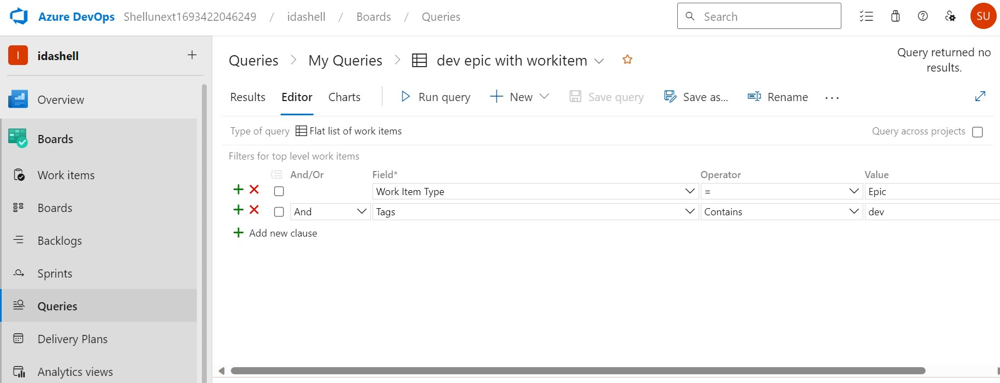 Azure DevOps Shellunext1693422046249 / idashell / Boards / Queries
Search
SU
I idashell
Overview
Boards
Work items
Boards
Backlogs
Sprints
Queries
Delivery Plans
Analytics views
Queries > My Queries > dev epic with workitem
Query returned no
results.
Results Editor Charts Run query New Save query Save as... Rename ...
Type of query Flat list of work items Query across projects
Filters for top level work items
And/Or Field* Operator Value
Work Item Type = Epic
And Tags Contains dev
Add new clause